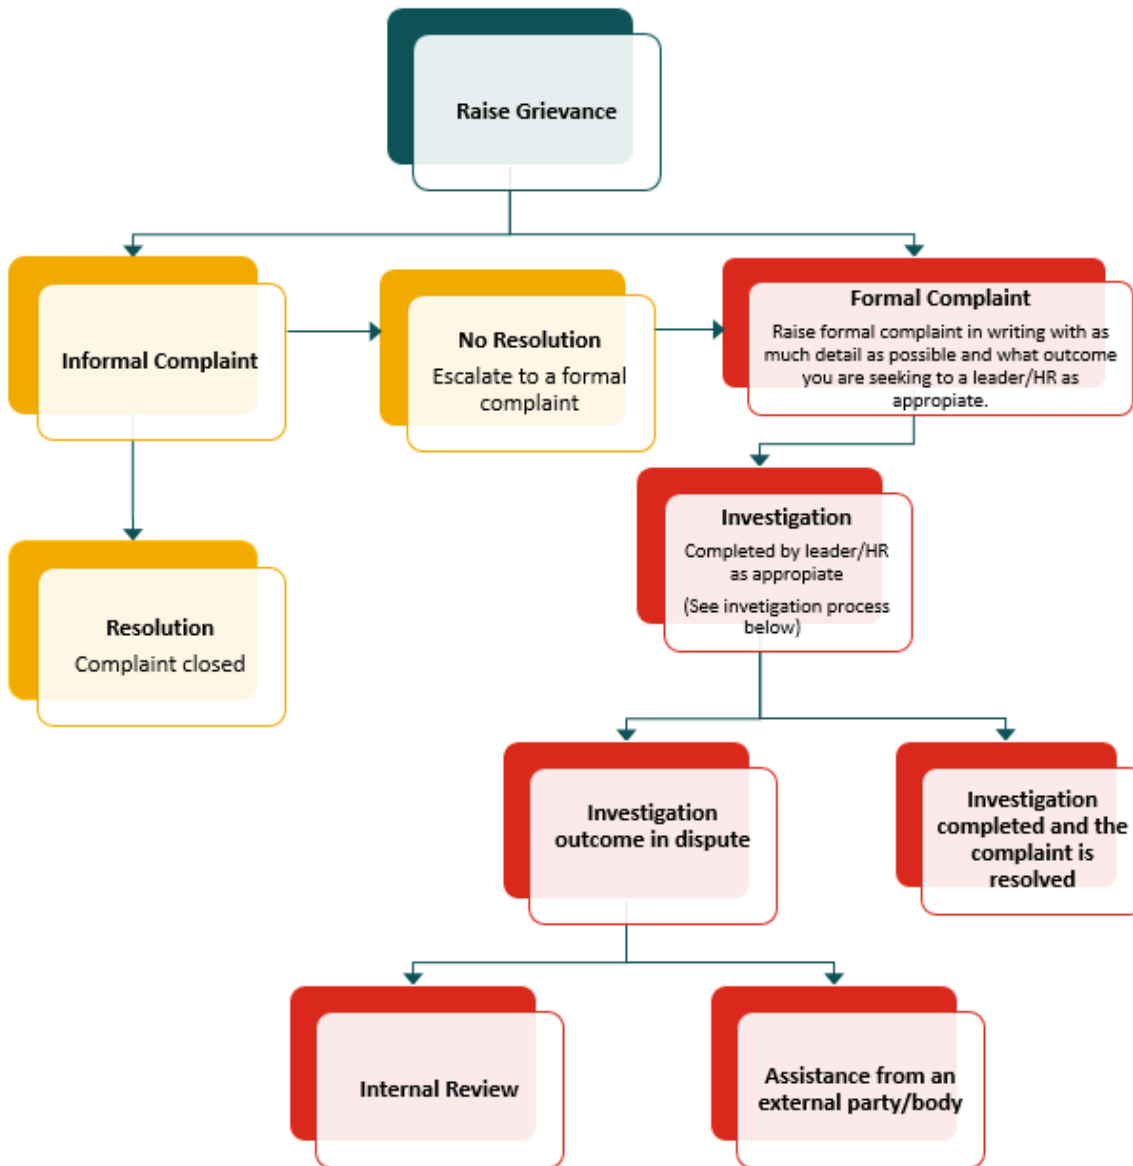 Raise Grievance
Informal Complaint
No Resolution
Escalate to a formal
complaint
Formal Complaint
Raise formal complaint in writing with as
much detail as possible and what outcome
you are seeking to a leader/HR as
appropiate.
Resolution
Complaint closed
Investigation
Completed by leader/HR
as appropiate
(See invetigation process
below)
Investigation
outcome in dispute
Investigation
completed and the
complaint is
resolved
Internal Review
Assistance from an
external party/body